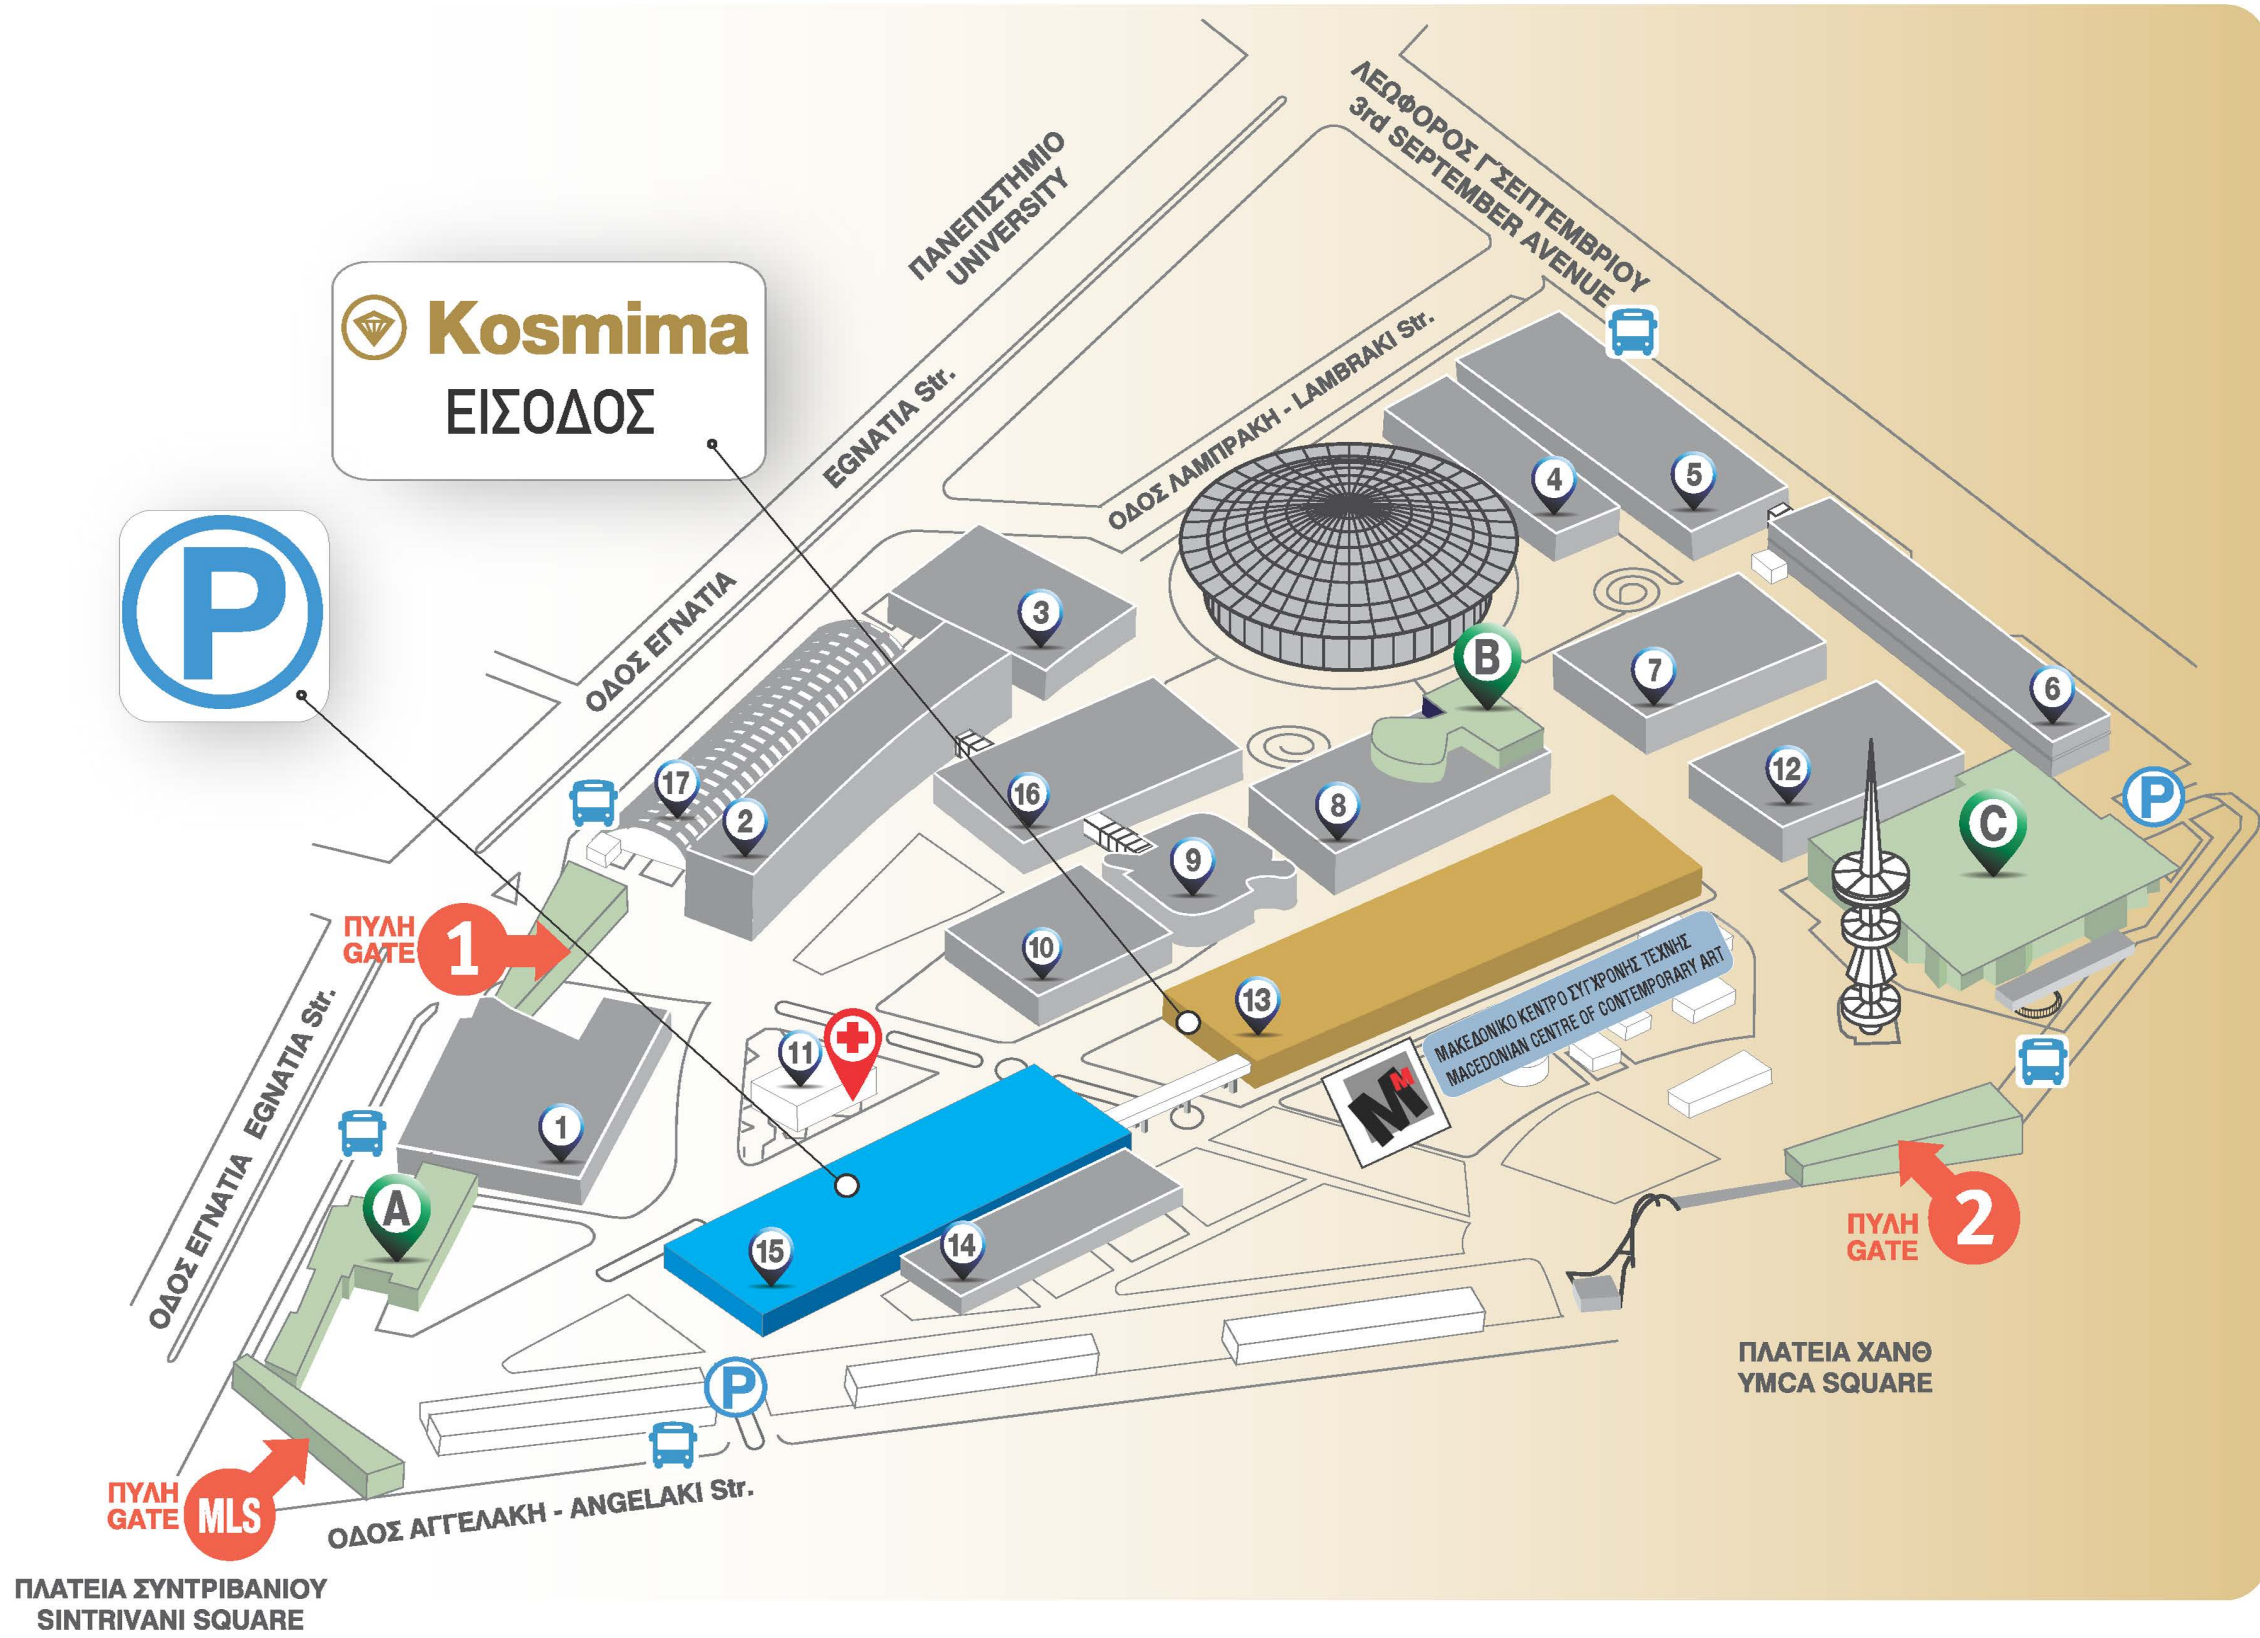 ΛΕΩΦΟΡΟΣ Γ΄ΣΕΠΤΕΜΒΡΙΟΥ
3rd SEPTEMBER AVENUE
ΠΑΝΕΠΙΣΤΗΜΙΟ
UNIVERSITY
Kosmima
ΕΙΣΟΔΟΣ
ΟΔΟΣ ΛΑΜΠΡΑΚΗ - LAMBRAKI Str.
EGNATIA Str.
ΟΔΟΣ ΕΓΝΑΤΙΑ
P
4
5
3
B
7
6
17
2
16
8
12
P
C
9
10
ΠΥΛΗ
GATE
1
13
ΜΑΚΕΔΟΝΙΚΟ ΚΕΝΤΡΟ ΣΥΓΧΡΟΝΗΣ ΤΕΧΝΗΣ
MACEDONIAN CENTRE OF CONTEMPORARY ART
M
M
11
1
ΟΔΟΣ ΕΓΝΑΤΙΑ EGNATIA Str.
A
15
14
ΠΥΛΗ
GATE
2
ΠΛΑΤΕΙΑ ΧΑΝΘ
YMCA SQUARE
P
ΠΥΛΗ
GATE
MLS
ΟΔΟΣ ΑΓΓΕΛΑΚΗ - ANGELAKI Str.
ΠΛΑΤΕΙΑ ΣΥΝΤΡΙΒΑΝΙΟΥ
SINTRIVANI SQUARE